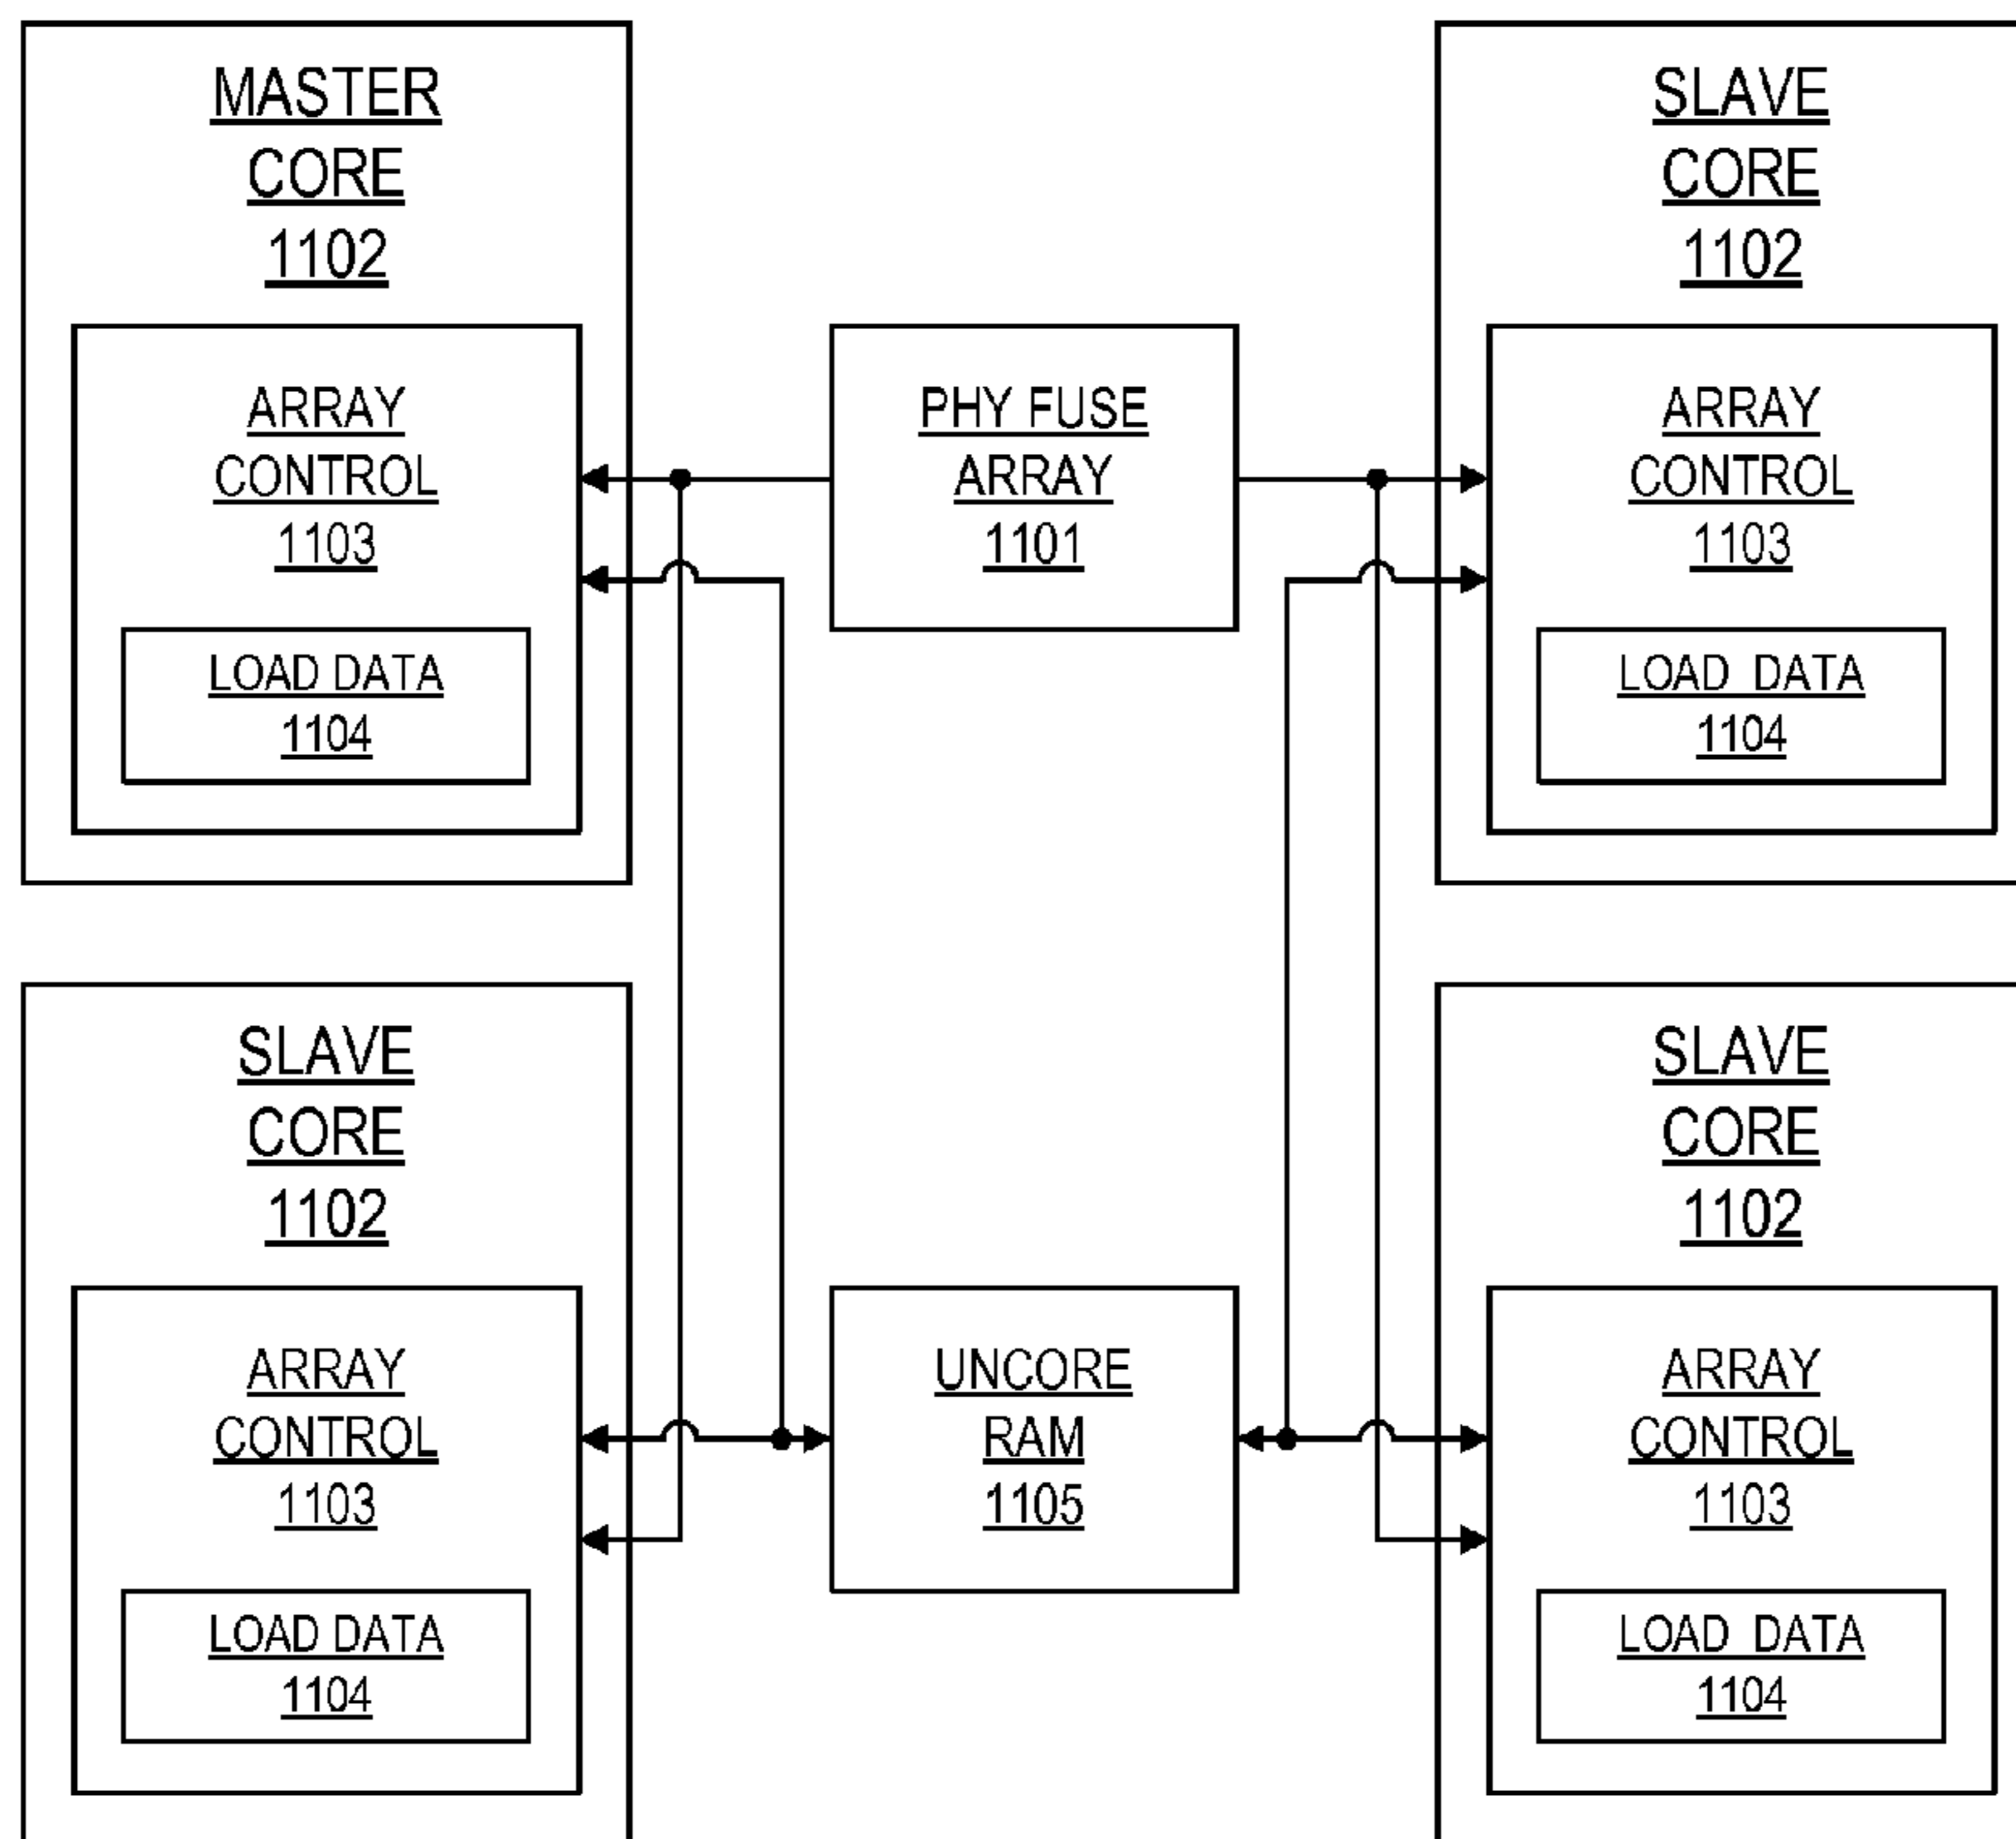 MASTER
CORE
1102
ARRAY
CONTROL
1103
LOAD DATA
1104
PHY FUSE
ARRAY
1101
SLAVE
CORE
1102
ARRAY
CONTROL
1103
LOAD DATA
1104
SLAVE
CORE
1102
ARRAY
CONTROL
1103
LOAD DATA
1104
UNCORE
RAM
1105
SLAVE
CORE
1102
ARRAY
CONTROL
1103
LOAD DATA
1104